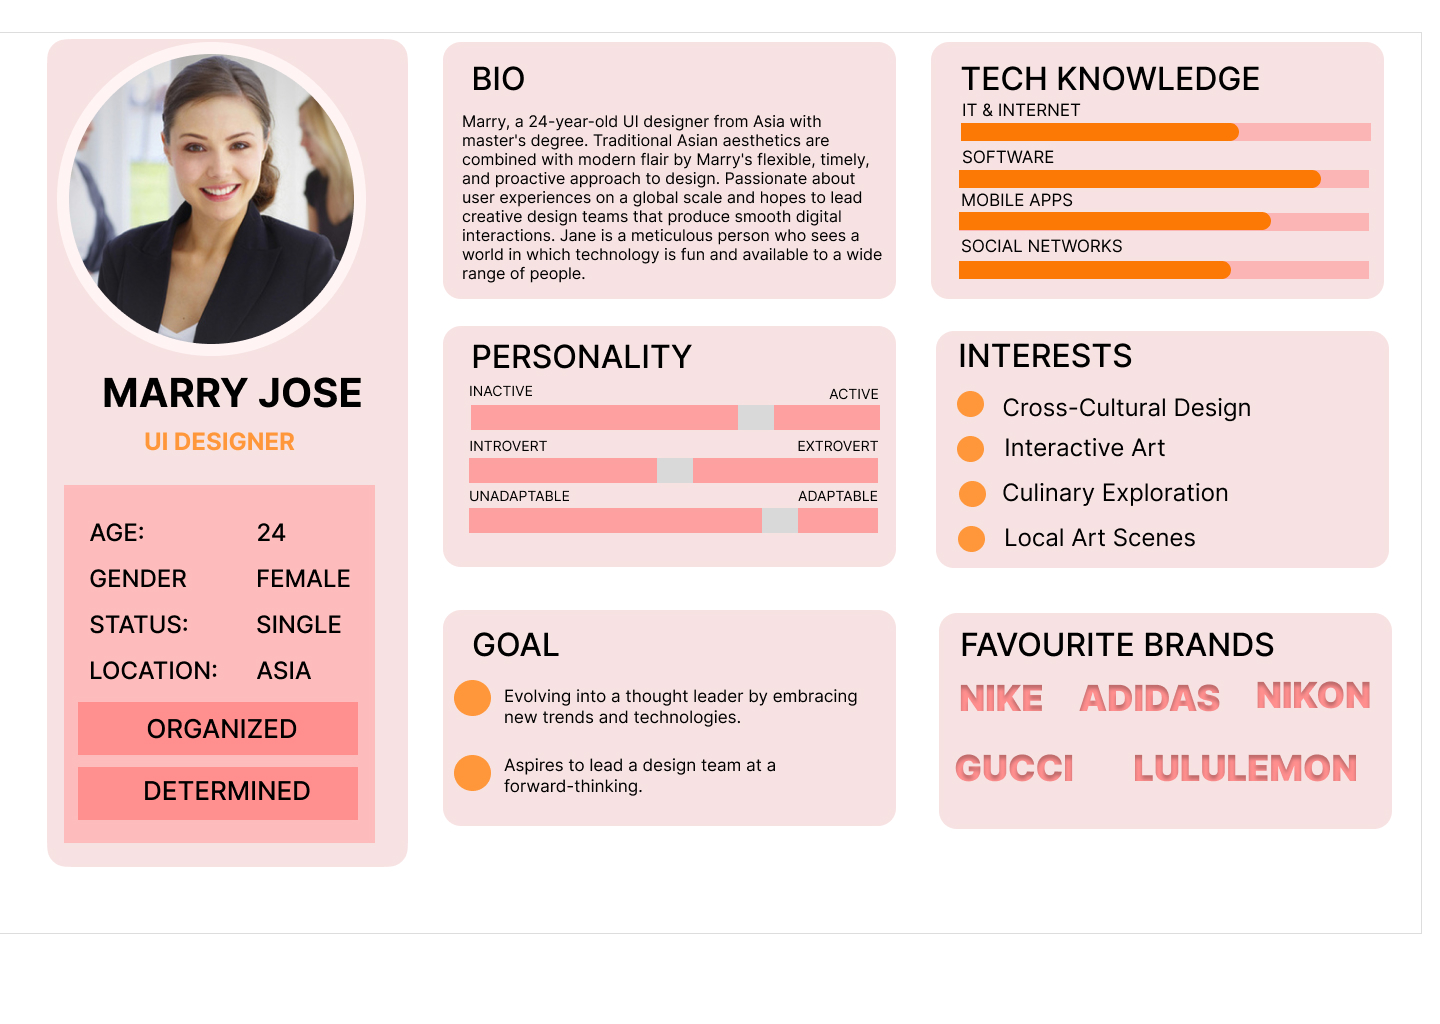 MARRY JOSE
UI DESIGNER
AGE: 24
GENDER FEMALE
STATUS: SINGLE
LOCATION: ASIA
ORGANIZED
DETERMINED
BIO
Marry, a 24-year-old UI designer from Asia with
master's degree. Traditional Asian aesthetics are
combined with modern flair by Marry's flexible, timely,
and proactive approach to design. Passionate about
user experiences on a global scale and hopes to lead
creative design teams that produce smooth digital
interactions. Jane is a meticulous person who sees a
world in which technology is fun and available to a wide
range of people.
PERSONALITY
INACTIVE ACTIVE
INTROVERT EXTROVERT
UNADAPTABLE ADAPTABLE
GOAL
Evolving into a thought leader by embracing
new trends and technologies.
Aspires to lead a design team at a
forward-thinking.
TECH KNOWLEDGE
IT & INTERNET
SOFTWARE
MOBILE APPS
SOCIAL NETWORKS
INTERESTS
Cross-Cultural Design
Interactive Art
Culinary Exploration
Local Art Scenes
FAVOURITE BRANDS
NIKE ADIDAS NIKON
GUCCI LULULEMON